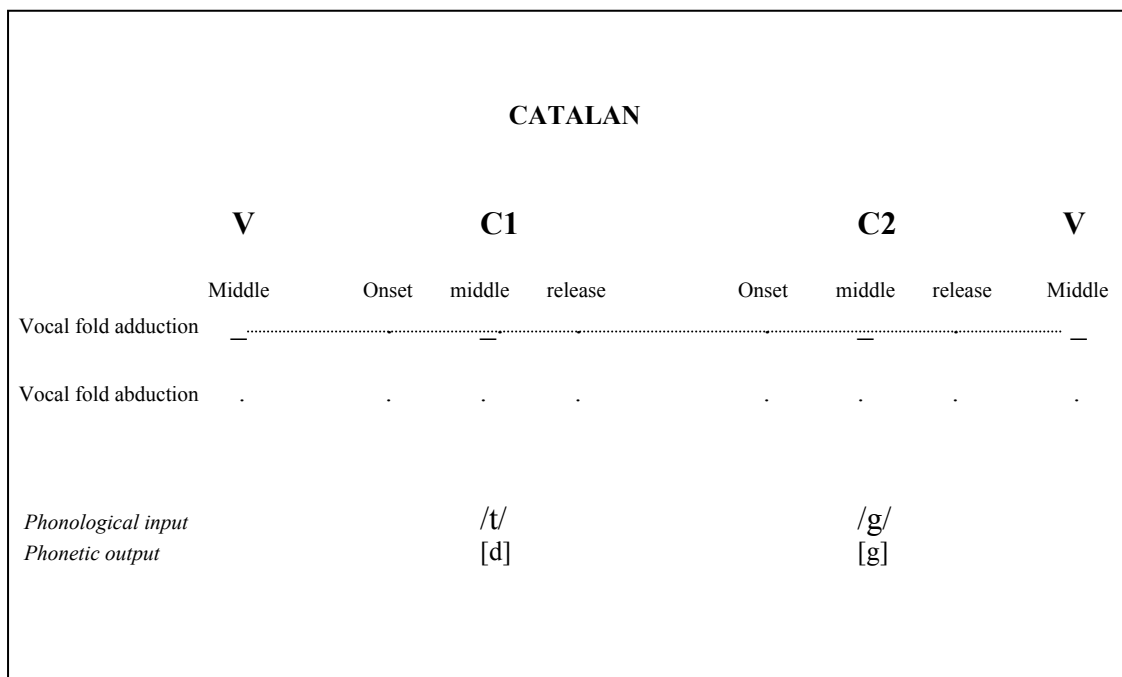 CATALAN
V C1 C2 V
Middle Onset middle release Onset middle release Middle
Vocal fold adduction
Vocal fold abduction
Phonological input /t/ /g/
Phonetic output [d] [g]